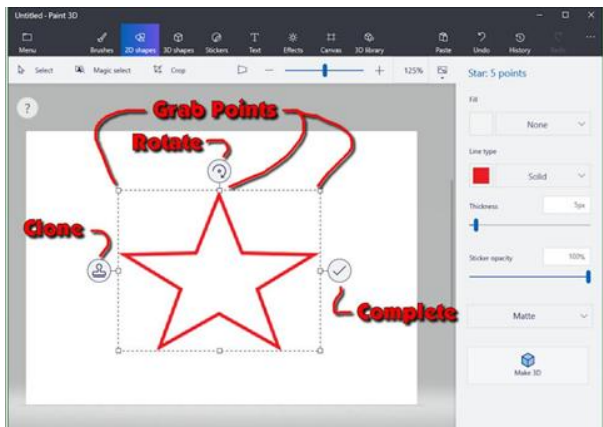 Untitled - Paint 3D
Menu Brushes 2D shapes 3D shapes Stickers Text Effects Canvas 3D library Paste Undo History Redo
Select Magic select Crop 125%
Star: 5 points
?
Fill
None
Line type
Solid
Thickness 5px
Sticker opacity 100%
Matte
Make 3D
Grab Points
Rotate
Clone
Complete